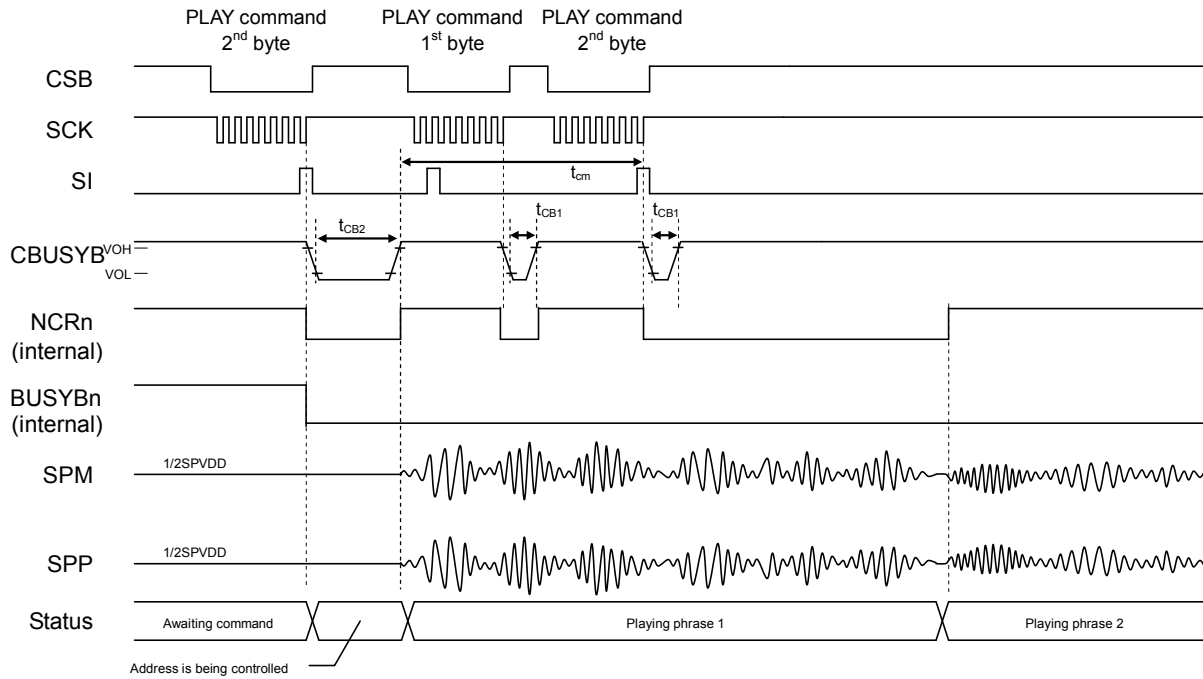 PLAY command
2nd byte
PLAY command
1st byte
PLAY command
2nd byte
CSB
SCK
SI
tcm
tCB2
tCB1
tCB1
CBUSYB
VOH
VOL
NCRn
(internal)
BUSYBn
(internal)
SPM
1/2SPVDD
SPP
1/2SPVDD
Status
Awaiting command
Playing phrase 1
Playing phrase 2
Address is being controlled